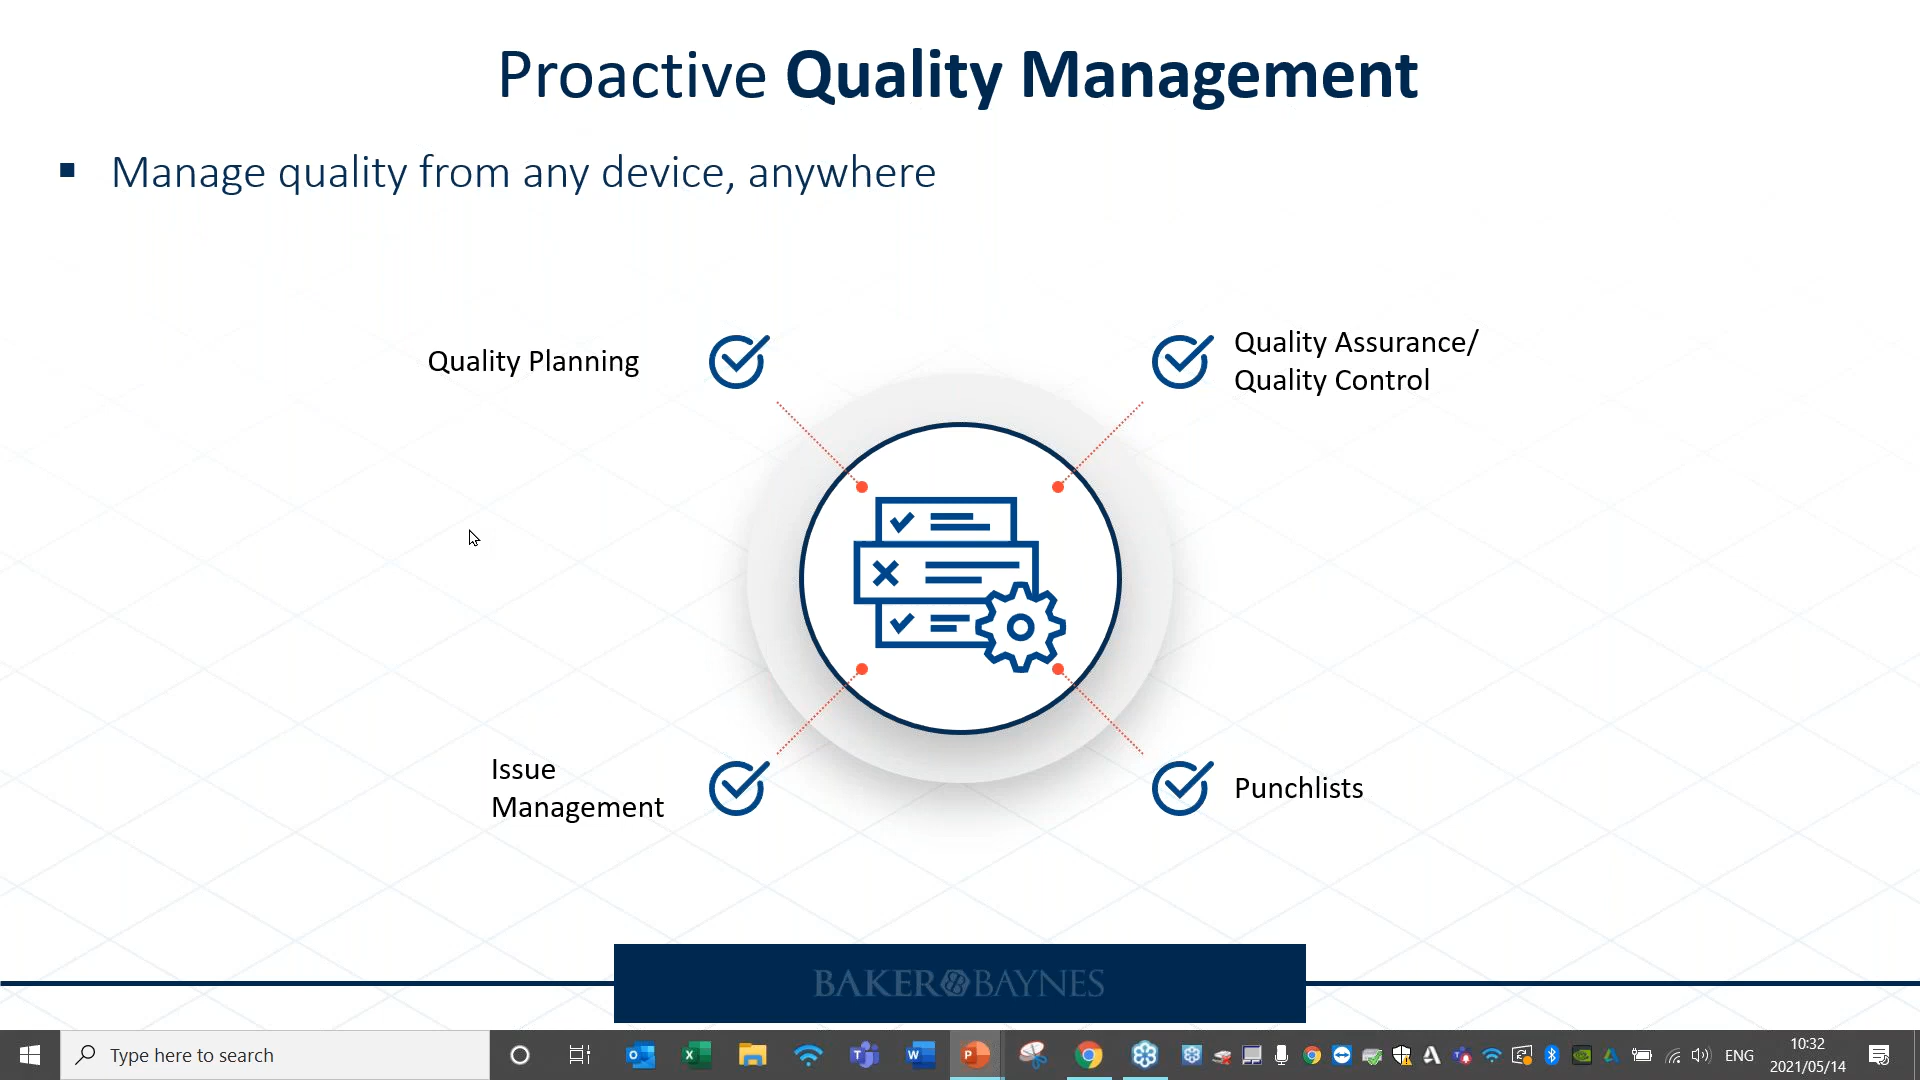 Proactive Quality Management
▪ Manage quality from any device, anywhere
Quality Planning
Quality Assurance/
Quality Control
Issue
Management
Punchlists
BAKER BAYNES
Type here to search
ENG
10:32
2021/05/14